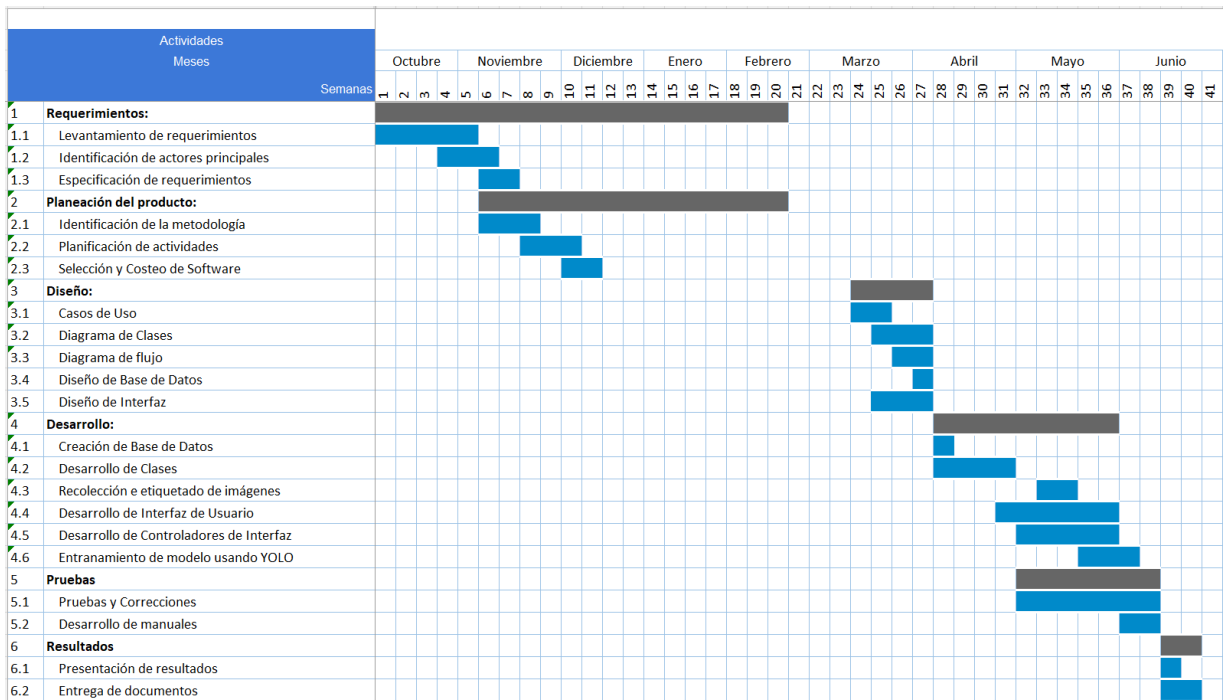 Actividades
Meses
Octubre Noviembre Diciembre Enero Febrero Marzo Abril Mayo Junio
Semanas 1 2 3 4 5 6 7 8 9 10 11 12 13 14 15 16 17 18 19 20 21 22 23 24 25 26 27 28 29 30 31 32 33 34 35 36 37 38 39 40 41
1 Requerimientos:
1.1 Levantamiento de requerimientos
1.2 Identificación de actores principales
1.3 Especificación de requerimientos
2 Planeación del producto:
2.1 Identificación de la metodología
2.2 Planificación de actividades
2.3 Selección y Costeo de Software
3 Diseño:
3.1 Casos de Uso
3.2 Diagrama de Clases
3.3 Diagrama de flujo
3.4 Diseño de Base de Datos
3.5 Diseño de Interfaz
4 Desarrollo:
4.1 Creación de Base de Datos
4.2 Desarrollo de Clases
4.3 Recolección e etiquetado de imágenes
4.4 Desarrollo de Interfaz de Usuario
4.5 Desarrollo de Controladores de Interfaz
4.6 Entranamiento de modelo usando YOLO
5 Pruebas
5.1 Pruebas y Correcciones
5.2 Desarrollo de manuales
6 Resultados
6.1 Presentación de resultados
6.2 Entrega de documentos